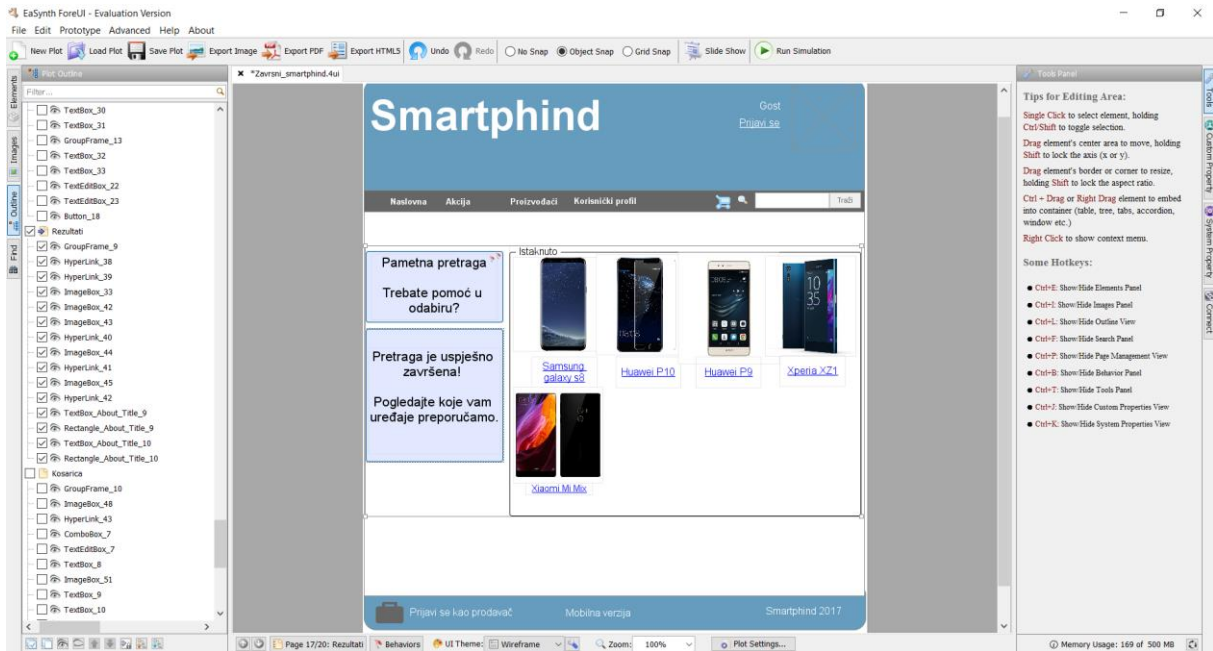 EaSynth ForeUI - Evaluation Version
File Edit Prototype Advanced Help About
New Plot Load Plot Save Plot Export Image Export PDF Export HTML5 Undo Redo No Snap Object Snap Grid Snap Slide Show Run Simulation
Elements
Images
Outline
Find
Plot Outline
Filter...
TextBox_30
TextBox_31
GroupFrame_13
TextBox_32
TextBox_33
TextEditBox_22
TextEditBox_23
Button_18
Rezultati
GroupFrame_9
HyperLink_38
HyperLink_39
ImageBox_33
ImageBox_42
ImageBox_43
HyperLink_40
ImageBox_44
HyperLink_41
ImageBox_45
HyperLink_42
TextBox_About_Title_9
Rectangle_About_Title_9
TextBox_About_Title_10
Rectangle_About_Title_10
Kosarica
GroupFrame_10
ImageBox_48
HyperLink_43
ComboBox_7
TextEditBox_7
TextBox_8
ImageBox_51
TextBox_9
TextBox_10
*Zavrsni_smartphind.4ui
Smartphind
Gost
Prijavi se
Naslovna Akcija Proizvođači Korisnički profil Traži
Pametna pretraga
Trebate pomoć u
odabiru?
Pretraga je uspješno
završena!
Pogledajte koje vam
uređaje preporučamo.
Istaknuto
Samsung
galaxy s8
Huawei P10
Huawei P9
Xperia XZ1
Xiaomi Mi Mix
Prijavi se kao prodavač Mobilna verzija Smartphind 2017
Page 17/20: Rezultati Behaviors UI Theme: Wireframe Zoom: 100% Plot Settings...
Tools Panel
Tips for Editing Area:
Single Click to select element, holding
Ctrl/Shift to toggle selection.
Drag element's center area to move, holding
Shift to lock the axis (x or y).
Drag element's border or corner to resize,
holding Shift to lock the aspect ratio.
Ctrl + Drag or Right Drag element to embed
into container (table, tree, tabs, accordion,
window etc.)
Right Click to show context menu.
Some Hotkeys:
Ctrl+E: Show/Hide Elements Panel
Ctrl+I: Show/Hide Images Panel
Ctrl+L: Show/Hide Outline View
Ctrl+F: Show/Hide Search Panel
Ctrl+P: Show/Hide Page Management View
Ctrl+B: Show/Hide Behavior Panel
Ctrl+T: Show/Hide Tools Panel
Ctrl+J: Show/Hide Custom Properties View
Ctrl+K: Show/Hide System Properties View
Tools
Custom Property
System Property
Connect
Memory Usage: 169 of 500 MB